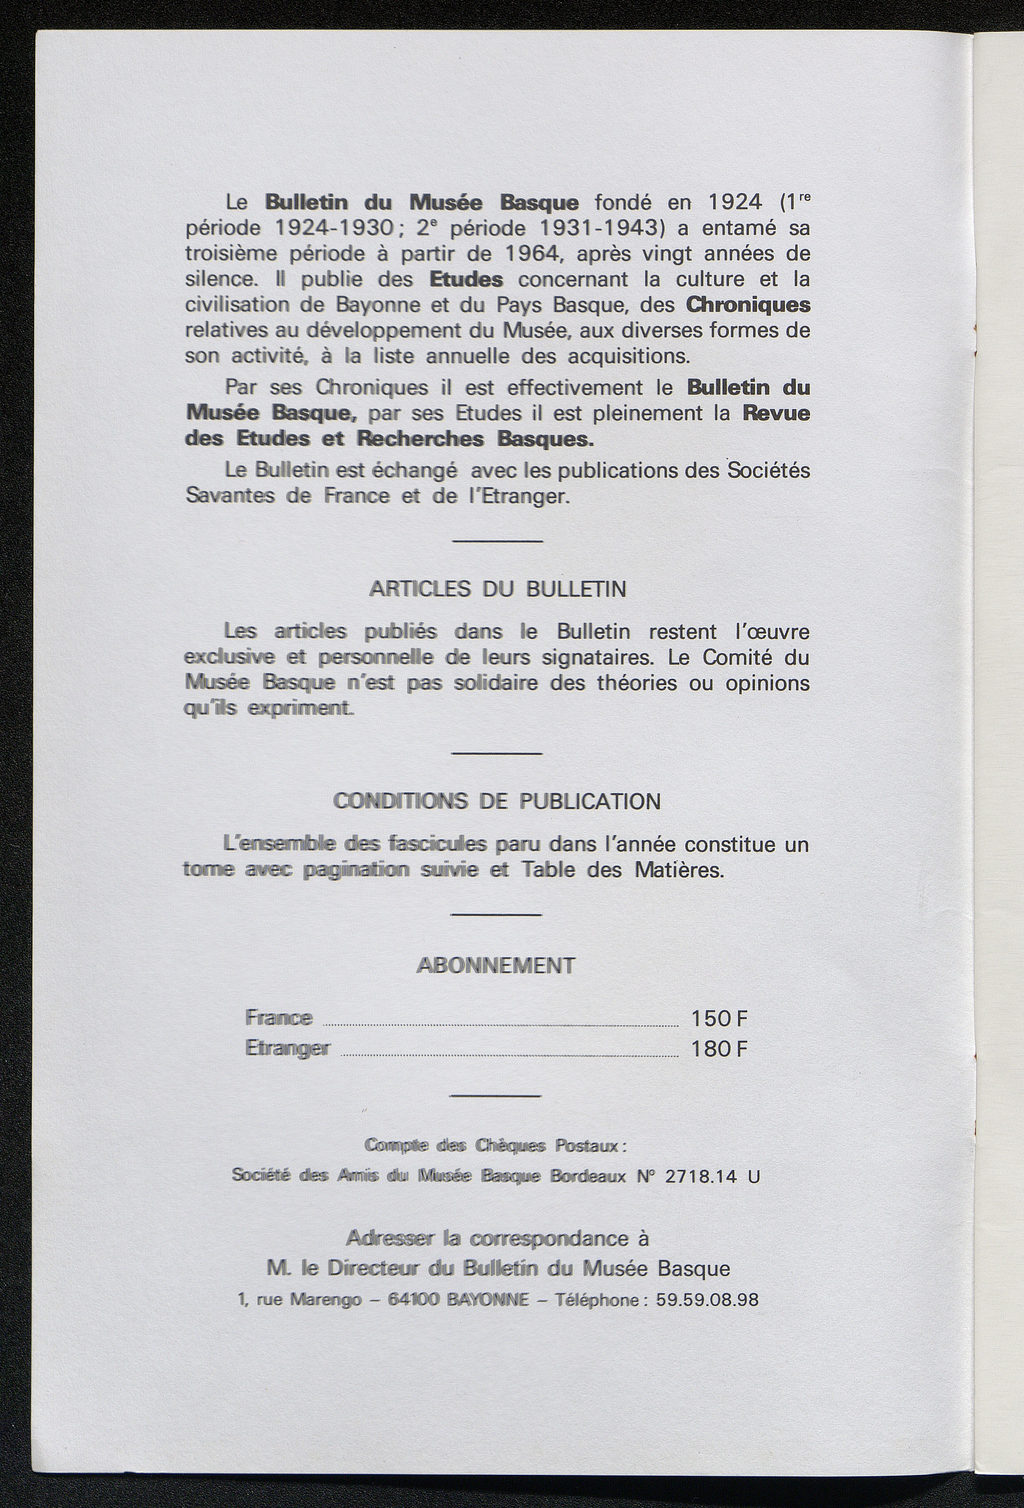 Le Bulletin du Musée Basque fondé en 1924 (1re
période 1924-1930 ; 2e période 1931-1943) a entamé sa
troisième période à partir de 1964, après vingt années de
silence. Il publie des Etudes concernant la culture et la
civilisation de Bayonne et du Pays Basque, des Chroniques
relatives au développement du Musée, aux diverses formes de
son activité, à la liste annuelle des acquisitions.
Par ses Chroniques il est effectivement le Bulletin du
Musée Basque, par ses Etudes il est pleinement la Revue
des Etudes et Recherches Basques.
Le Bulletin est échangé avec les publications des Sociétés
Savantes de France et de l'Etranger.
ARTICLES DU BULLETIN
Les articles publiés dans le Bulletin restent l'œuvre
exclusive et personnelle de leurs signataires. Le Comité du
Musée Basque n'est pas solidaire des théories ou opinions
qu'ils expriment.
CONDITIONS DE PUBLICATION
L'ensemble des fascicules paru dans l'année constitue un
tome avec pagination suivie et Table des Matières.
ABONNEMENT
France 150 F
Etranger 180 F
Compte des Chèques Postaux :
Société des Amis du Musée Basque Bordeaux N° 2718.14 U
Adresser la correspondance à
M. le Directeur du Bulletin du Musée Basque
1, rue Marengo – 64100 BAYONNE – Téléphone : 59.59.08.98